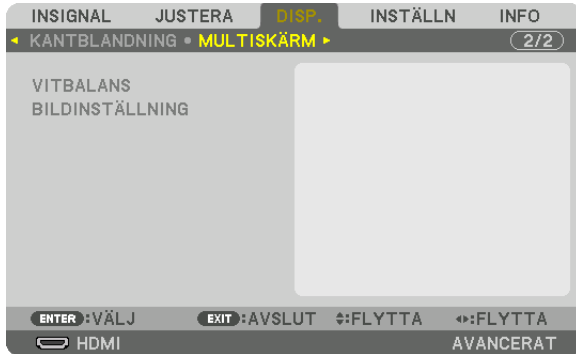 INSIGNAL JUSTERA DISP. INSTÄLLN INFO
KANTBLANDNING • MULTISKÄRM 2/2
VITBALANS
BILDINSTÄLLNING
ENTER :VÄLJ EXIT :AVSLUT :FLYTTA :FLYTTA
HDMI AVANCERAT